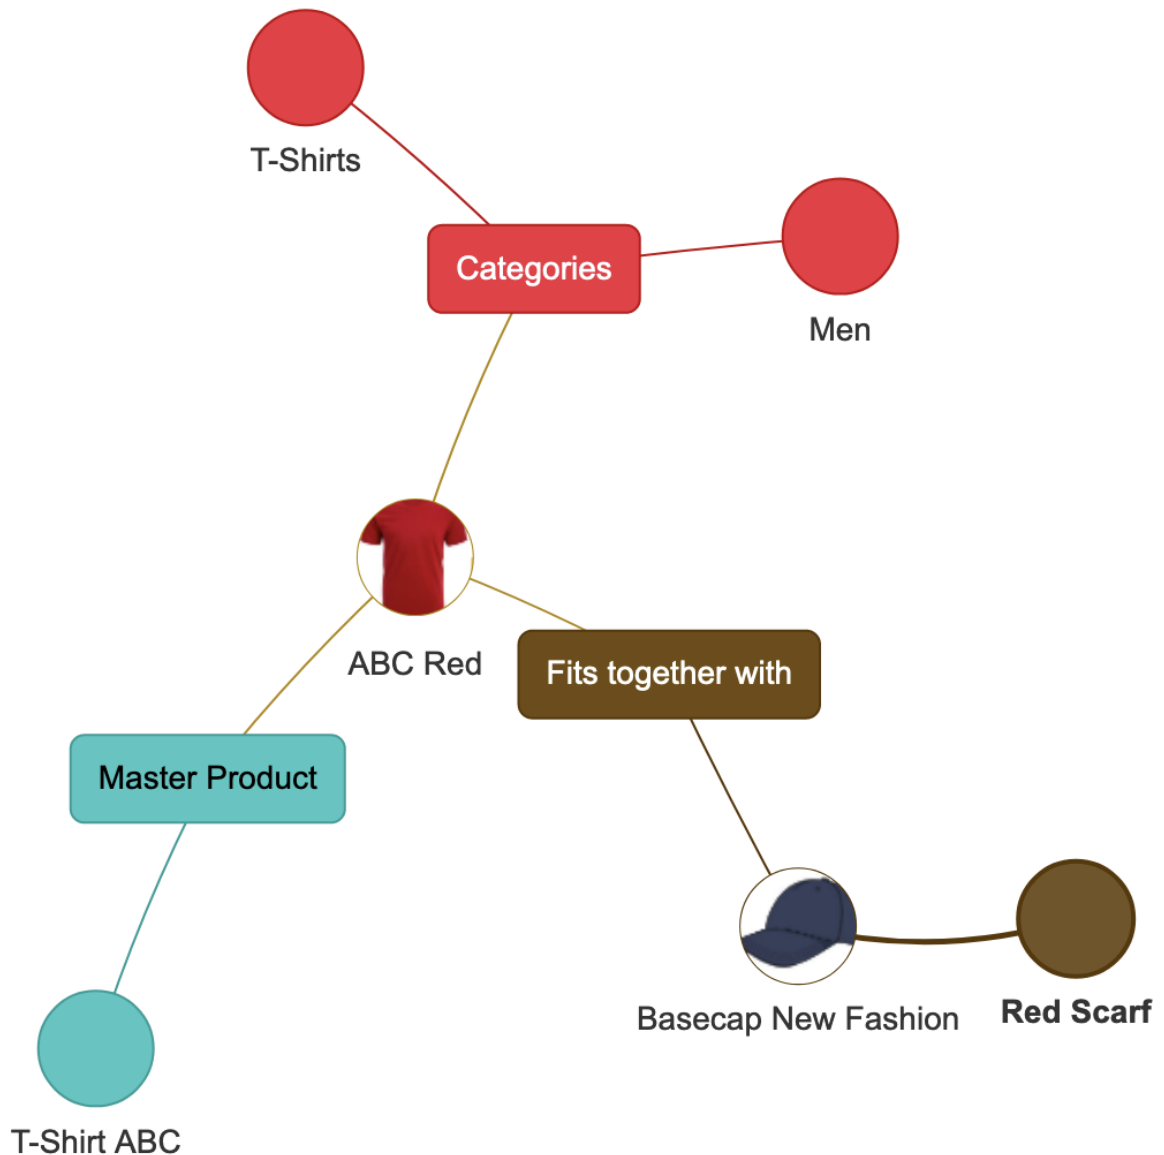 T-Shirts
Categories
Men
ABC Red
Fits together with
Master Product
Basecap New Fashion
Red Scarf
T-Shirt ABC